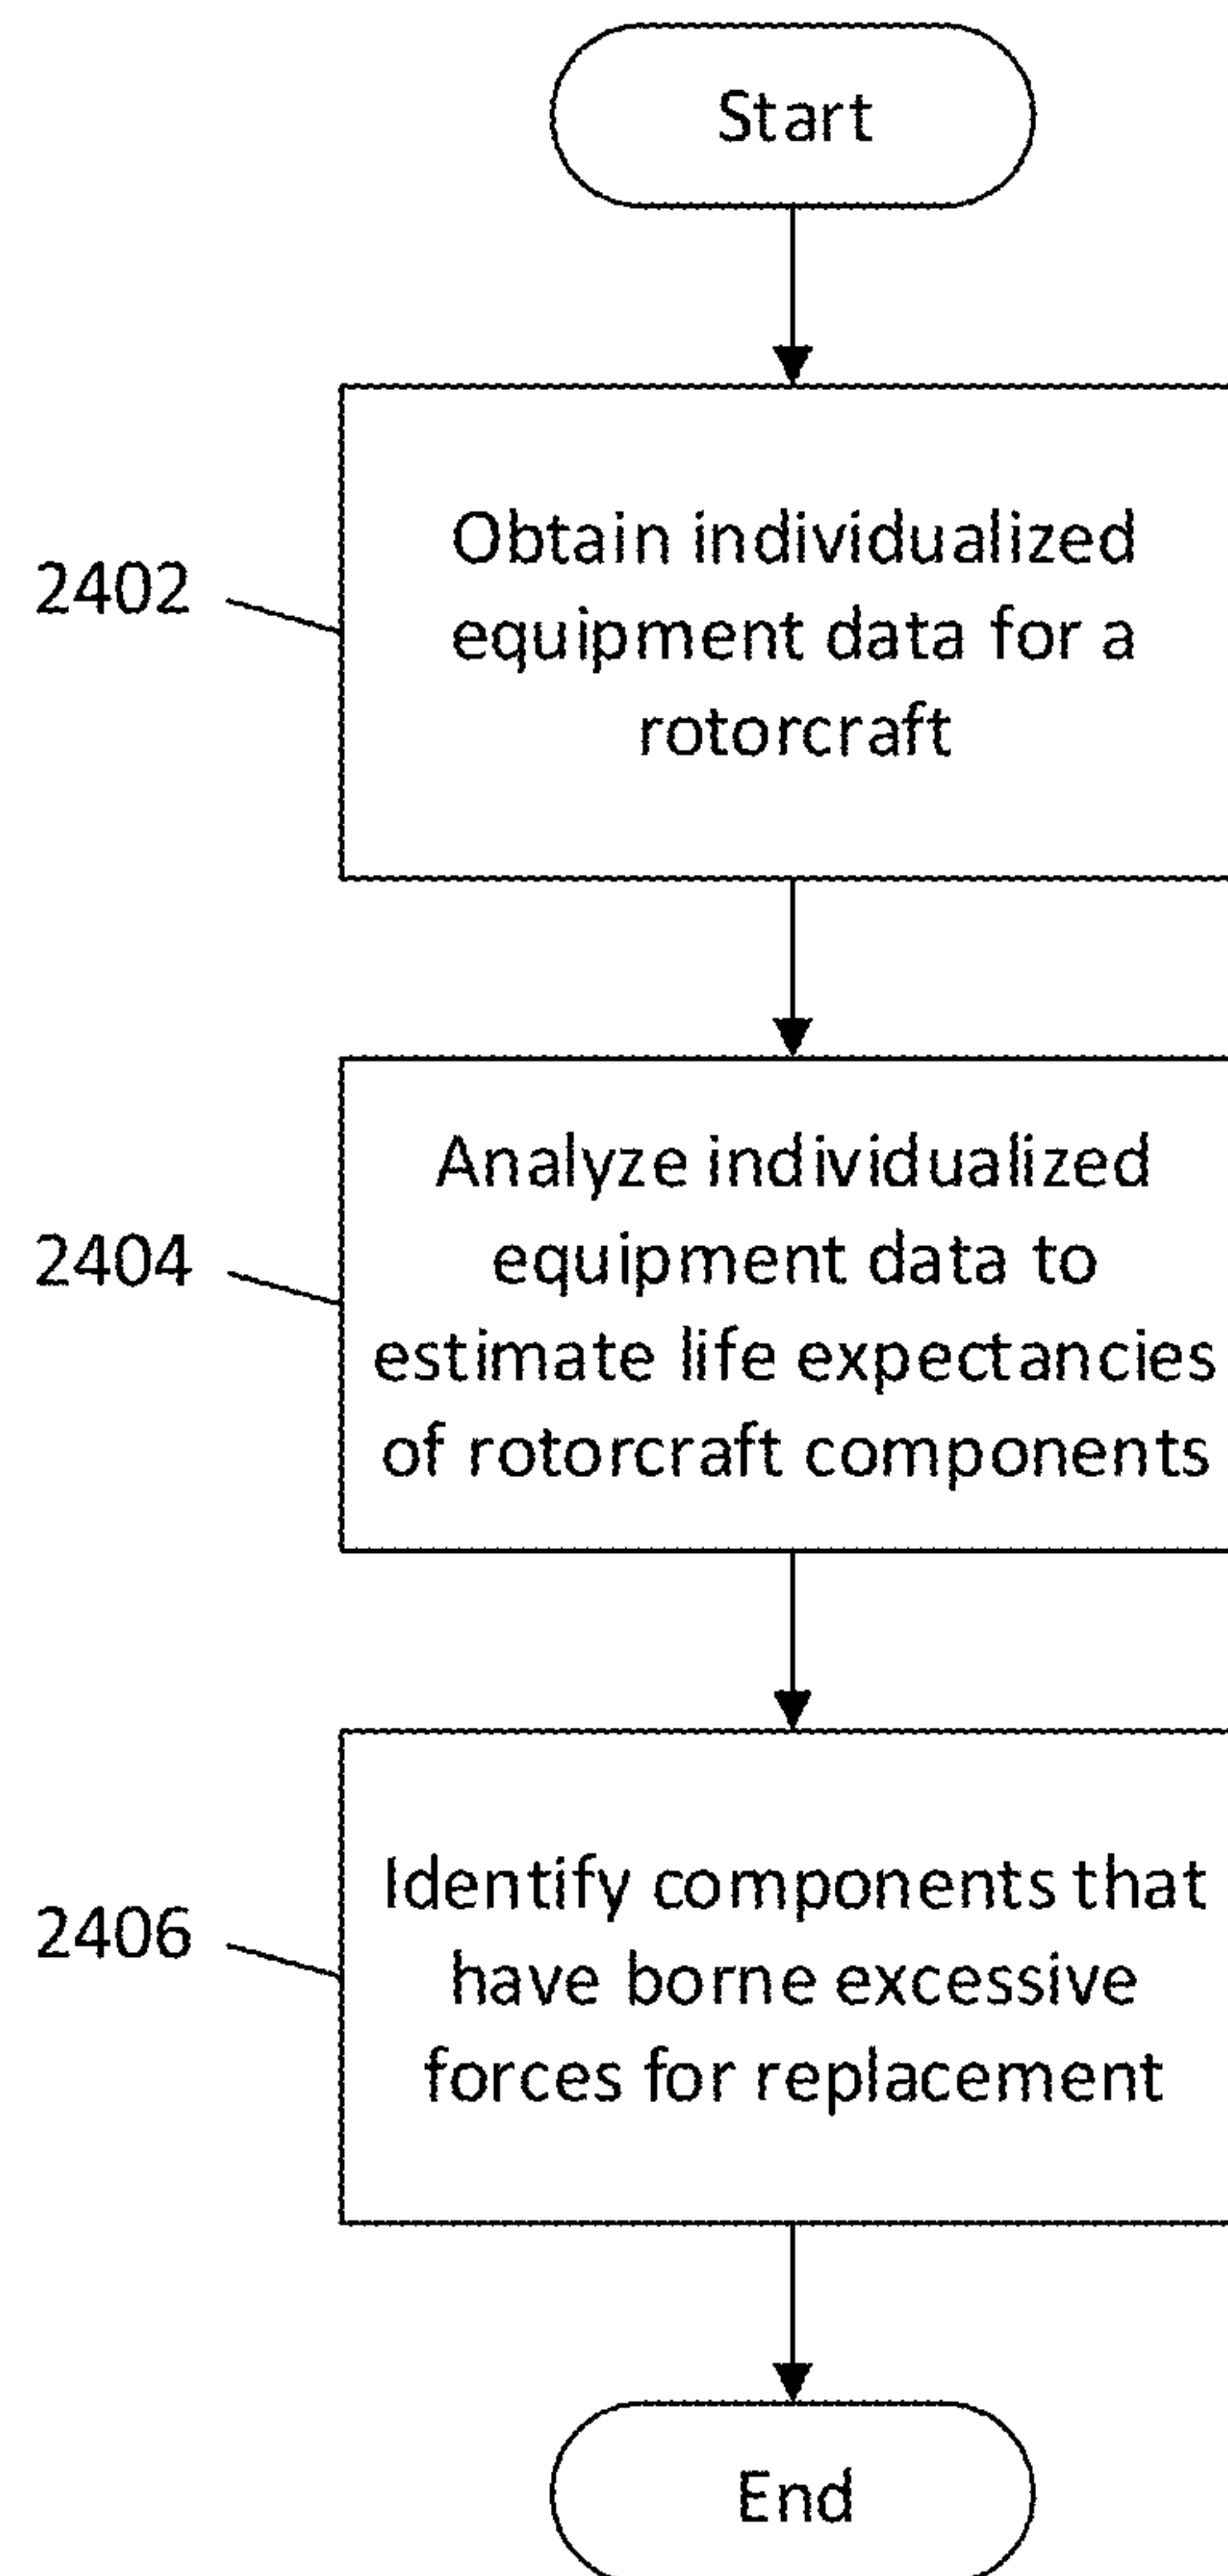 Start
2402
Obtain individualized
equipment data for a
rotorcraft
2404
Analyze individualized
equipment data to
estimate life expectancies
of rotorcraft components
2406
Identify components that
have borne excessive
forces for replacement
End